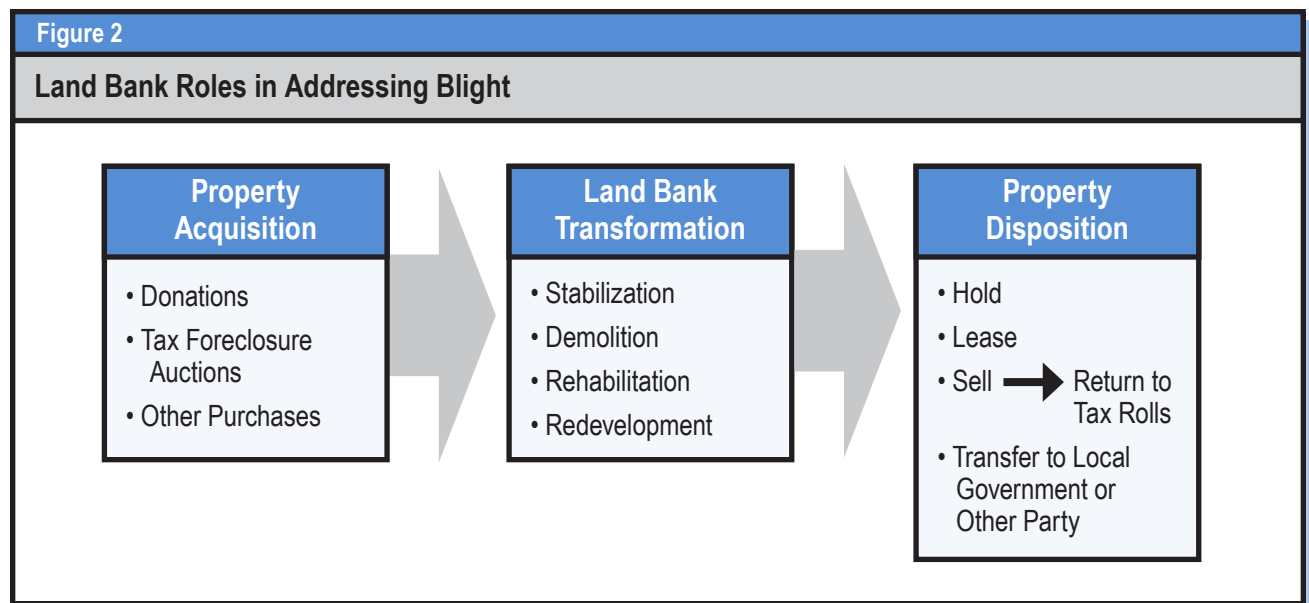 Figure 2
Land Bank Roles in Addressing Blight
Property
Acquisition
• Donations
• Tax Foreclosure
Auctions
• Other Purchases
Land Bank
Transformation
• Stabilization
• Demolition
• Rehabilitation
• Redevelopment
Property
Disposition
• Hold
• Lease
• Sell Return to
Tax Rolls
• Transfer to Local
Government or
Other Party